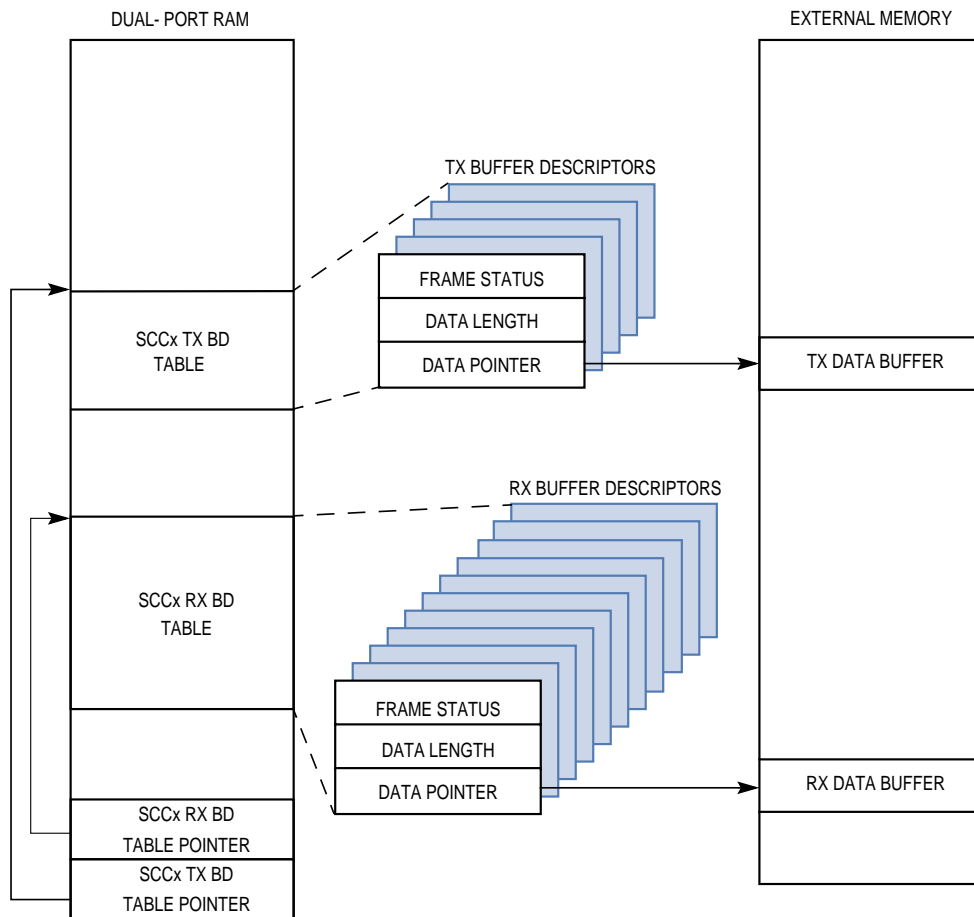 DUAL- PORT RAM
EXTERNAL MEMORY
TX BUFFER DESCRIPTORS
FRAME STATUS
DATA LENGTH
DATA POINTER
SCCx TX BD
TABLE
TX DATA BUFFER
RX BUFFER DESCRIPTORS
SCCx RX BD
TABLE
FRAME STATUS
DATA LENGTH
DATA POINTER
RX DATA BUFFER
SCCx RX BD
TABLE POINTER
SCCx TX BD
TABLE POINTER